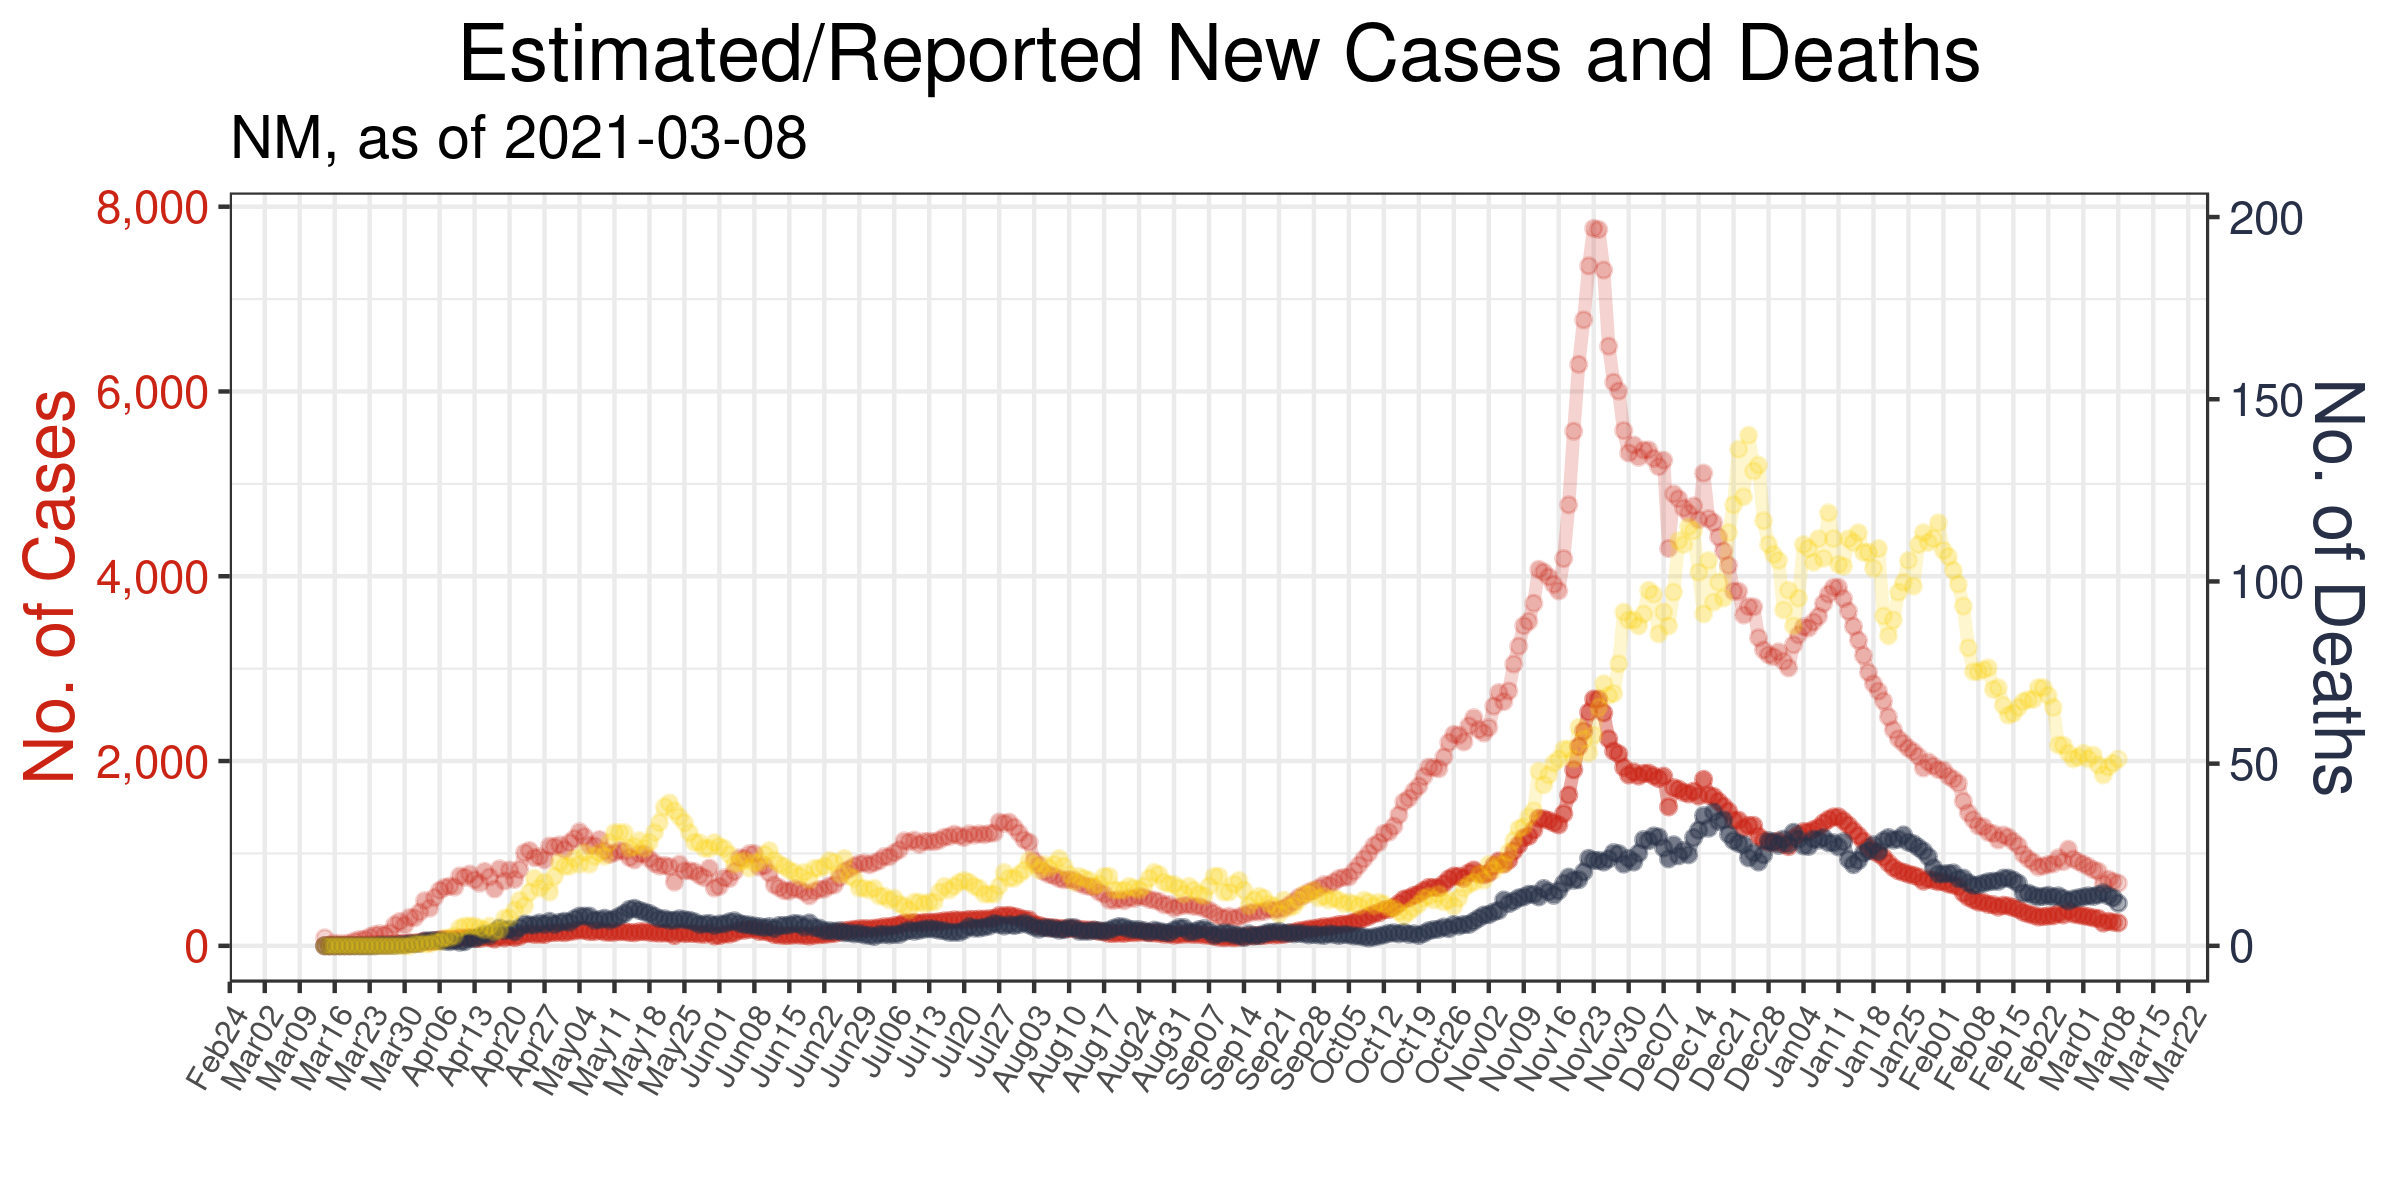 Estimated/Reported New Cases and Deaths
NM, as of 2021-03-08
No. of Cases
8,000
6,000
4,000
2,000
0
No. of Deaths
200
150
100
50
0
Feb24
Mar02
Mar09
Mar16
Mar23
Mar30
Apr06
Apr13
Apr20
Apr27
May04
May11
May18
May25
Jun01
Jun08
Jun15
Jun22
Jun29
Jul06
Jul13
Jul20
Jul27
Aug03
Aug10
Aug17
Aug24
Aug31
Sep07
Sep14
Sep21
Sep28
Oct05
Oct12
Oct19
Oct26
Nov02
Nov09
Nov16
Nov23
Nov30
Dec07
Dec14
Dec21
Dec28
Jan04
Jan11
Jan18
Jan25
Feb01
Feb08
Feb15
Feb22
Mar01
Mar08
Mar15
Mar22